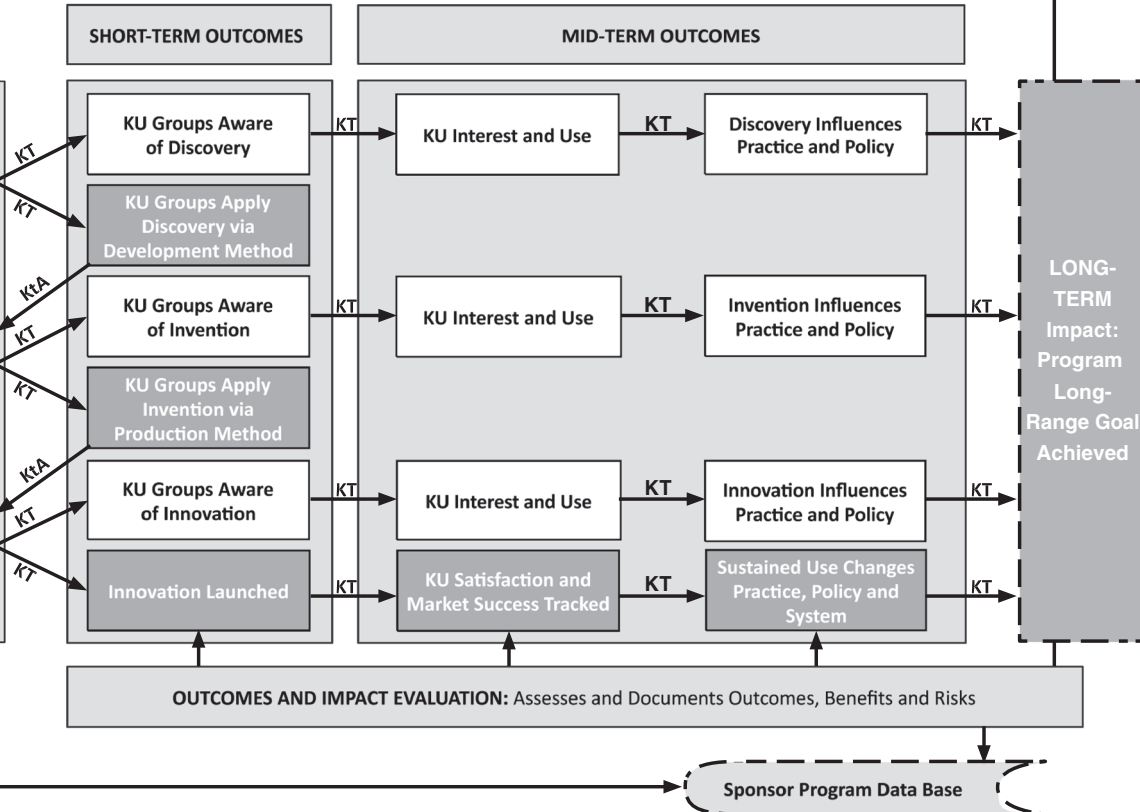 SHORT-TERM OUTCOMES
MID-TERM OUTCOMES
KT
KU Groups Aware
of Discovery
KT
KU Interest and Use
KT
Discovery Influences
Practice and Policy
KT
KT
KU Groups Apply
Discovery via
Development Method
KtA
KT
KU Groups Aware
of Invention
KT
KU Interest and Use
KT
Invention Influences
Practice and Policy
KT
KT
KU Groups Apply
Invention via
Production Method
KtA
KT
KU Groups Aware
of Innovation
KT
KU Interest and Use
KT
Innovation Influences
Practice and Policy
KT
KT
Innovation Launched
KT
KU Satisfaction and
Market Success Tracked
KT
Sustained Use Changes
Practice, Policy and
System
KT
LONG-
TERM
Impact:
Program
Long-
Range Goal
Achieved
OUTCOMES AND IMPACT EVALUATION: Assesses and Documents Outcomes, Benefits and Risks
Sponsor Program Data Base